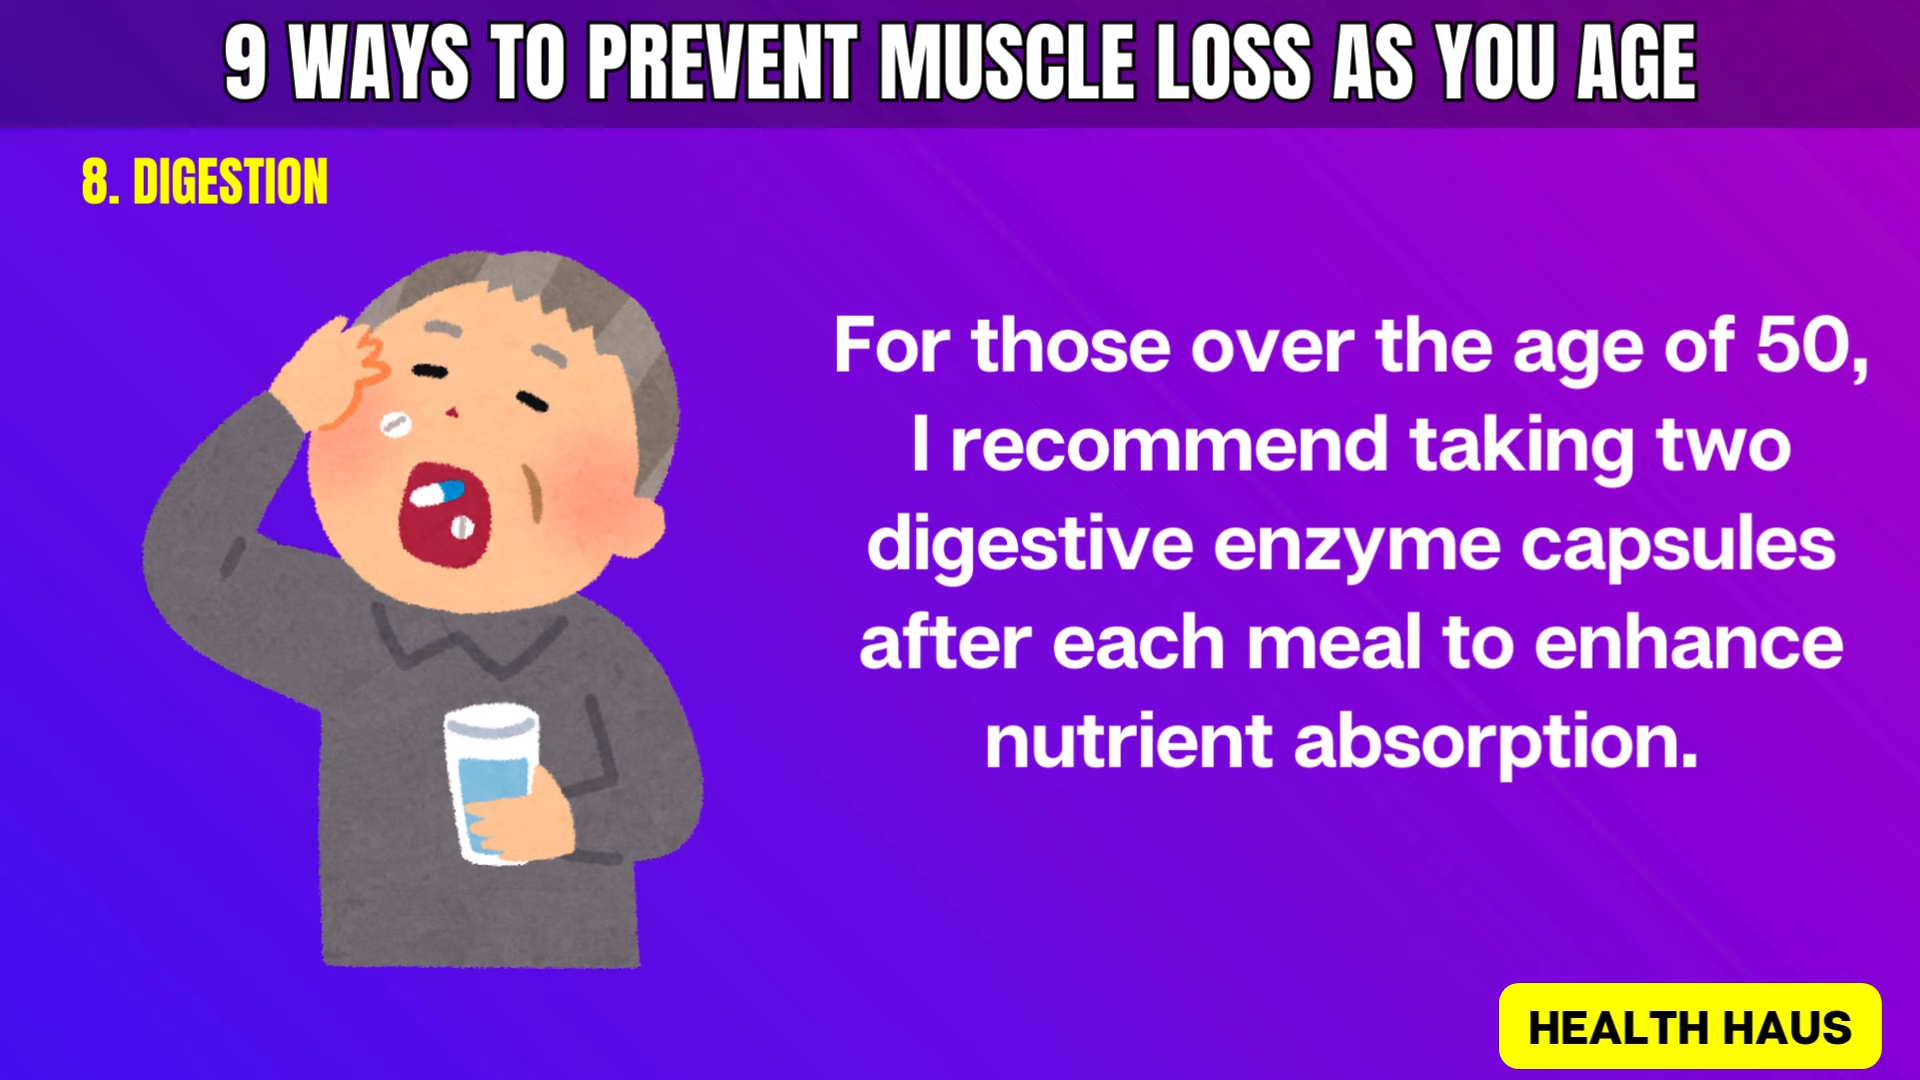 9 WAYS TO PREVENT MUSCLE LOSS AS YOU AGE
8. DIGESTION
For those over the age of 50,
I recommend taking two
digestive enzyme capsules
after each meal to enhance
nutrient absorption.
HEALTH HAUS